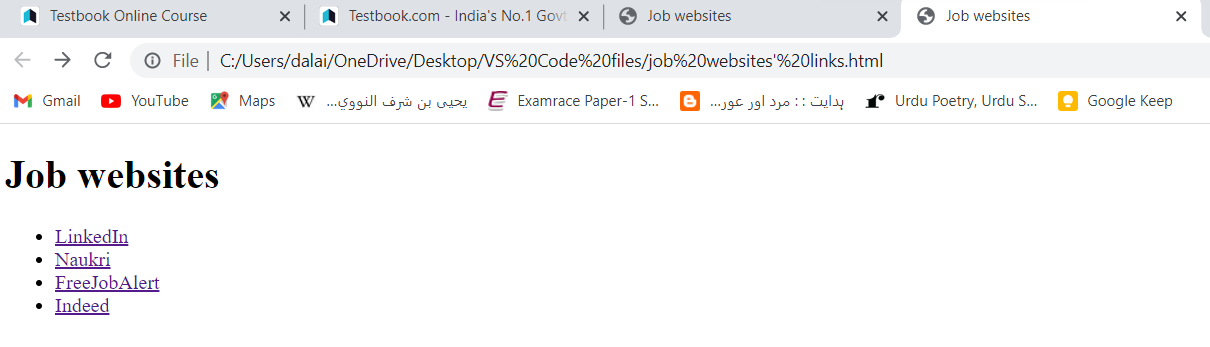 Testbook Online Course Testbook.com - India's No.1 Govt Job websites Job websites
File C:/Users/dalai/OneDrive/Desktop/VS%20Code%20files/job%20websites'%20links.html
Gmail YouTube Maps يحيى بن شرف النووي... Examrace Paper-1 S... ہدایت : : مرد اور عور... Urdu Poetry, Urdu S... Google Keep
Job websites
LinkedIn
Naukri
FreeJobAlert
Indeed